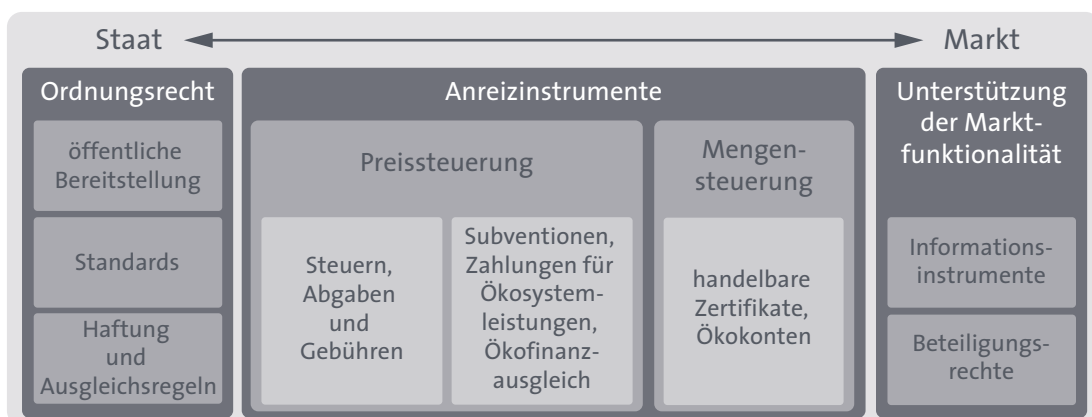 Staat
Markt
Ordnungsrecht
öffentliche
Bereitstellung
Standards
Haftung
und
Ausgleichsregeln
Anreizinstrumente
Preissteuerung
Steuern,
Abgaben
und
Gebühren
Subventionen,
Zahlungen für
Ökosystem-
leistungen,
Ökofinanz-
ausgleich
Mengen-
steuerung
handelbare
Zertifikate,
Ökokonten
Unterstützung
der Markt-
funktionalität
Informations-
instrumente
Beteiligungs-
rechte